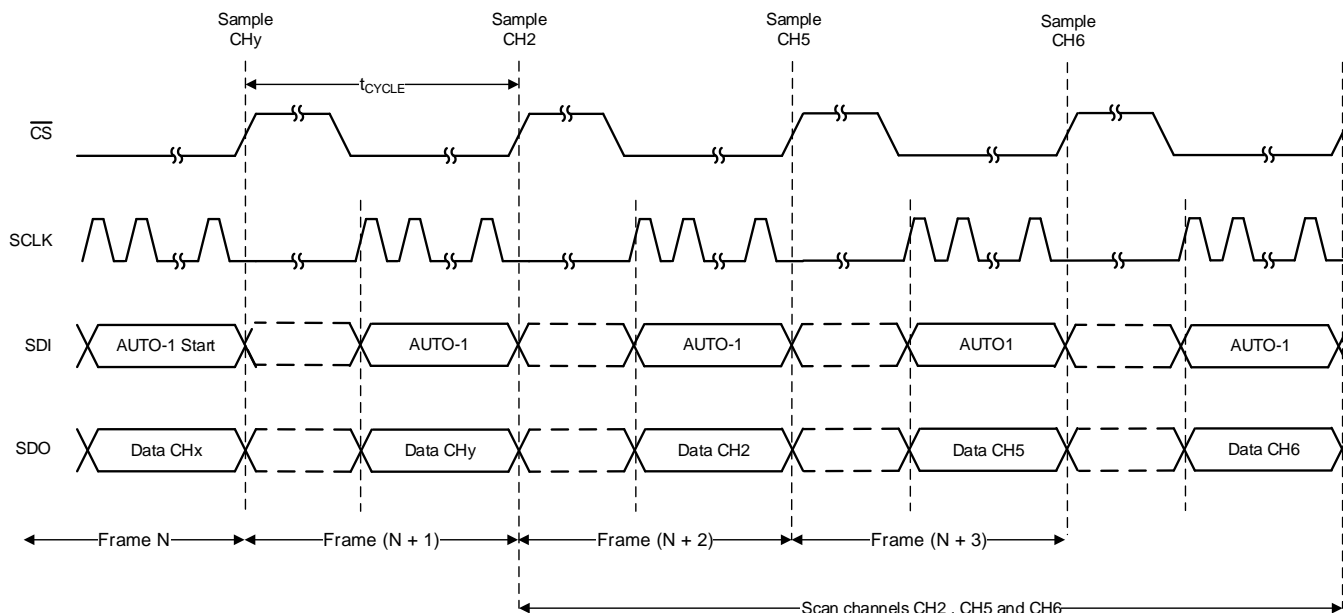 Sample
CHy
Sample
CH2
Sample
CH5
Sample
CH6
tCYCLE
CS
SCLK
SDI
AUTO-1 Start
AUTO-1
AUTO-1
AUTO1
AUTO-1
SDO
Data CHx
Data CHy
Data CH2
Data CH5
Data CH6
Frame N
Frame (N + 1)
Frame (N + 2)
Frame (N + 3)
Scan channels CH2 , CH5 and CH6